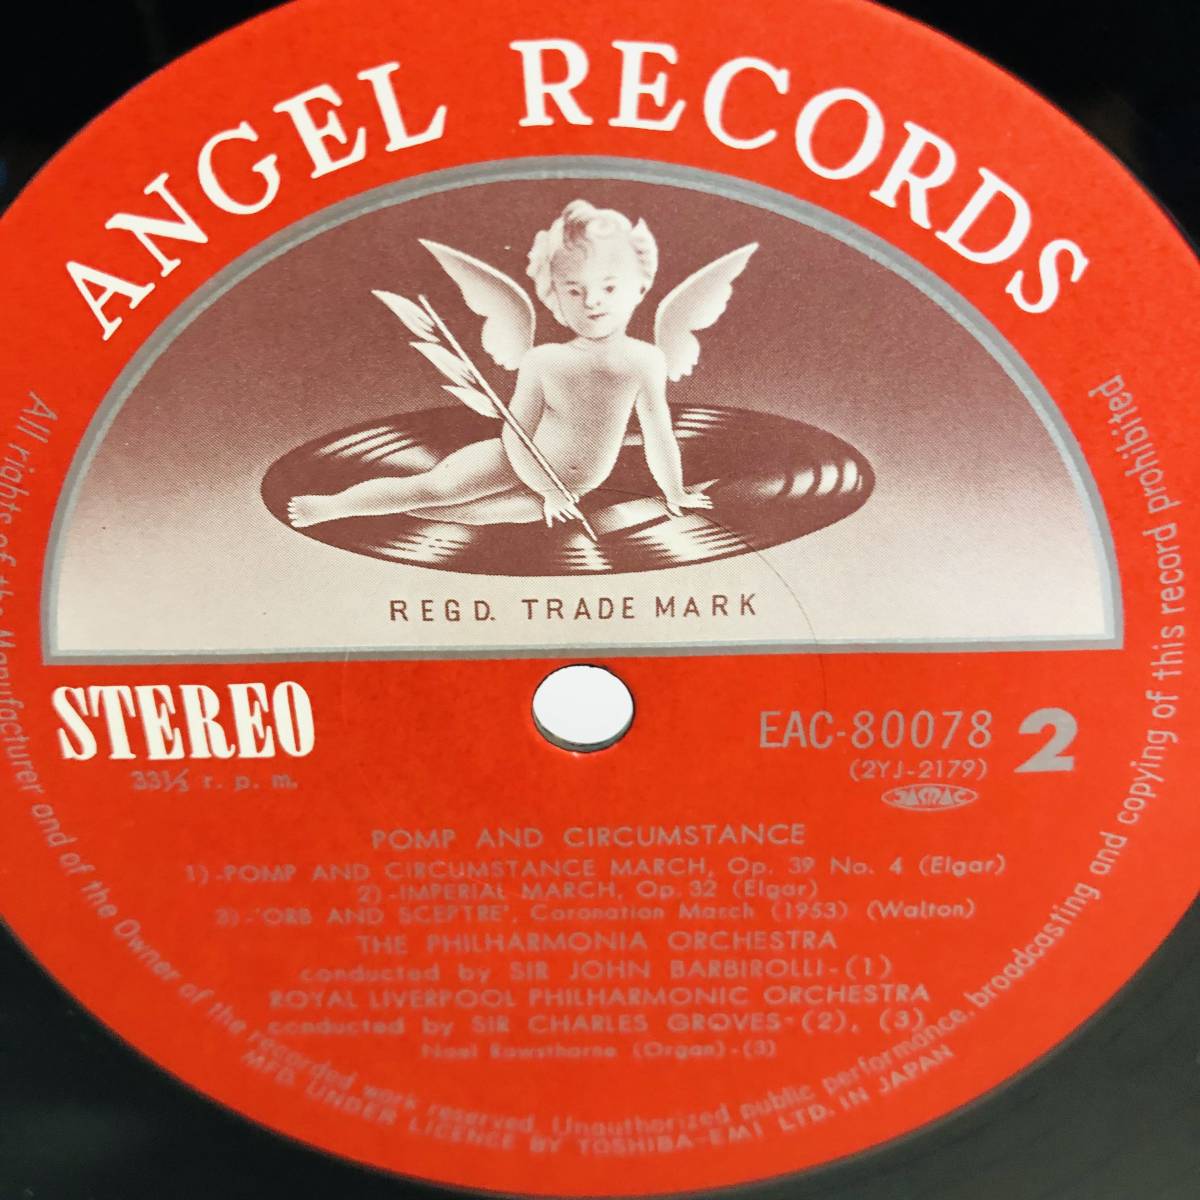 ANGEL RECORDS
REGD. TRADE MARK
STEREO
33⅓ r. p. m.
EAC-80078 2
(2YJ-2179)
JASRAC
POMP AND CIRCUMSTANCE
1)-POMP AND CIRCUMSTANCE MARCH, Op. 39 No. 4 (Elgar)
2)-IMPERIAL MARCH, Op. 32 (Elgar)
3)-'ORB AND SCEPTRE', Coronation March (1953) (Walton)
THE PHILHARMONIA ORCHESTRA
conducted by SIR JOHN BARBIROLLI-(1)
ROYAL LIVERPOOL PHILHARMONIC ORCHESTRA
conducted by SIR CHARLES GROVES-(2), (3)
Noel Rawsthorne (Organ)-(3)
All rights of the Manufacturer and of the Owner of the recorded work reserved. Unauthorized public performance, broadcasting and copying of this record prohibited
MFD. UNDER LICENCE BY TOSHIBA-EMI LTD. IN JAPAN